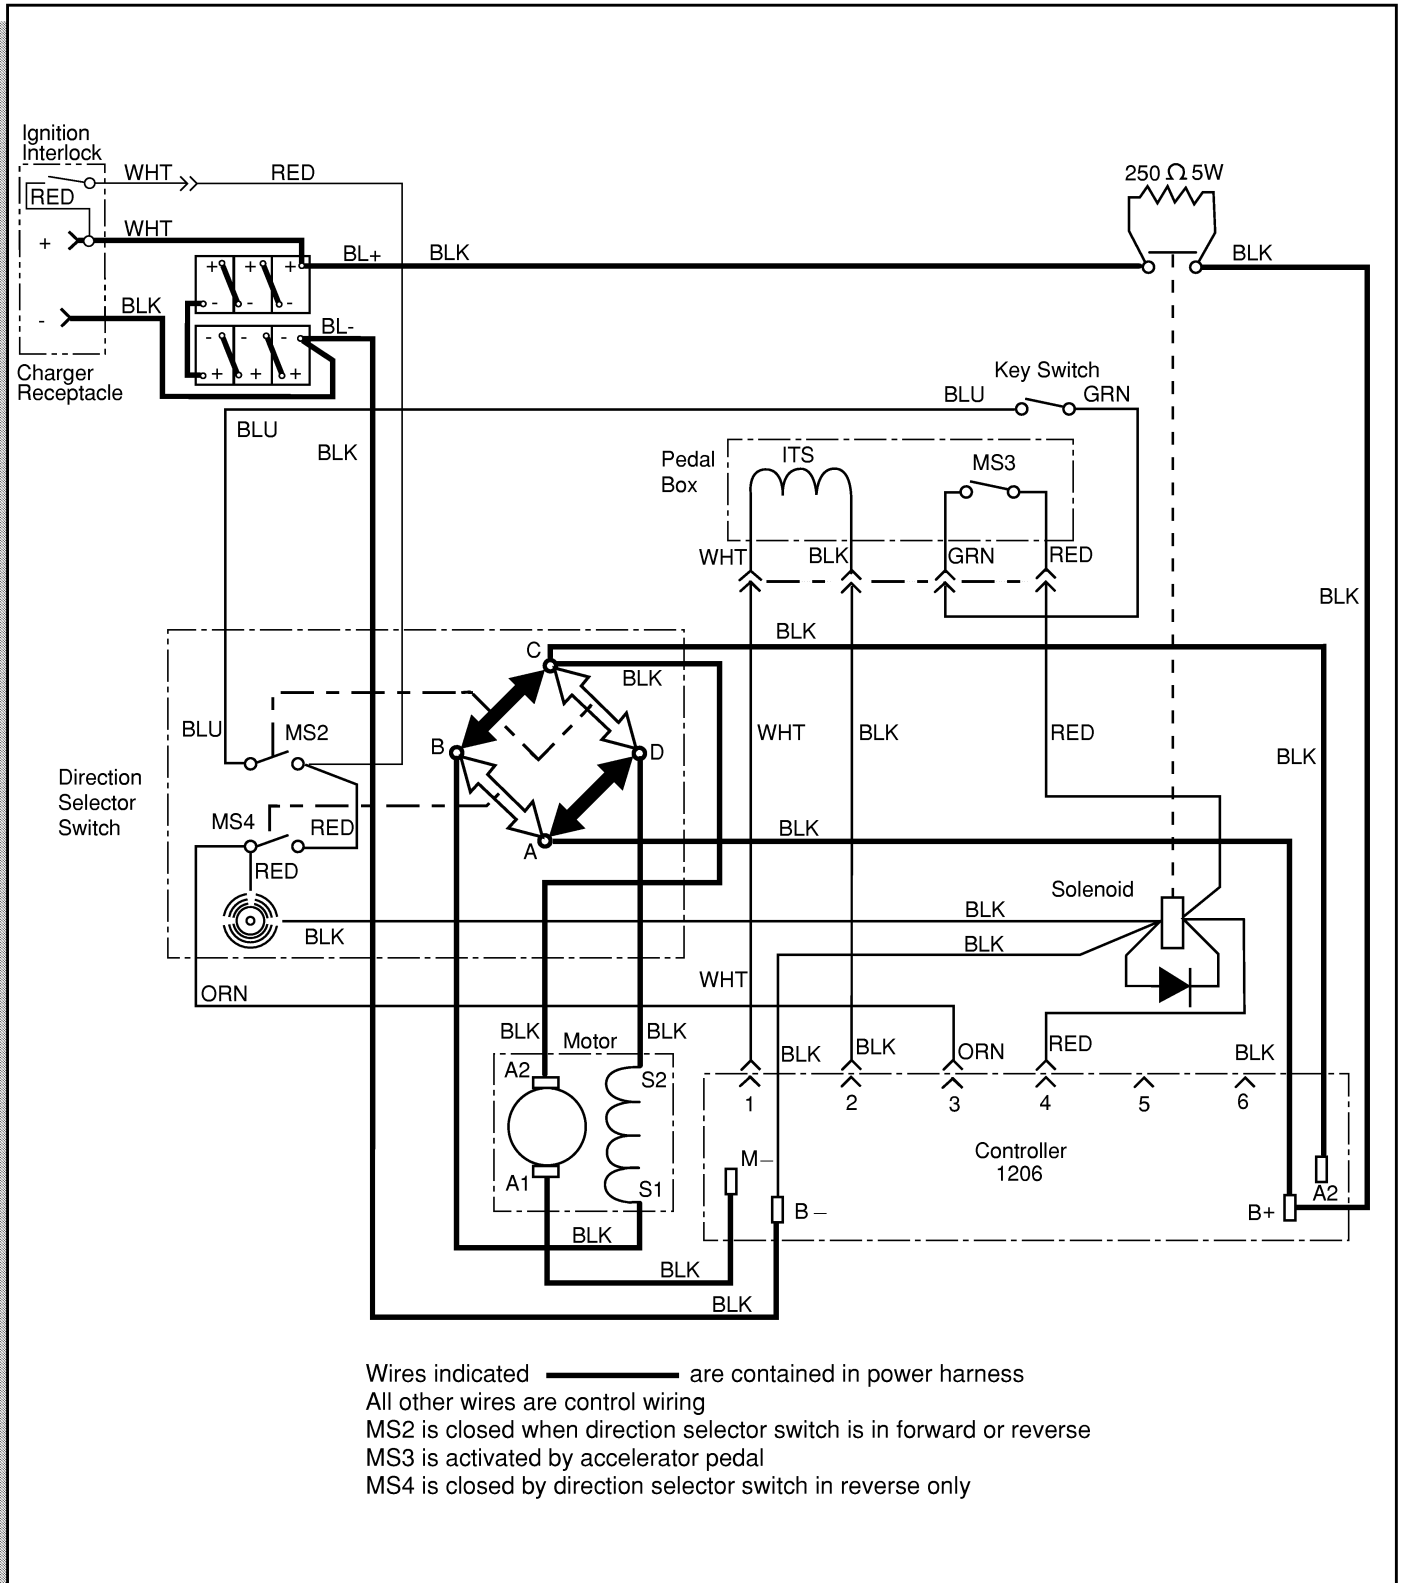 Ignition
Interlock
WHT
RED
RED
+
WHT
-
BLK
Charger
Receptacle
BL+
BLK
+ + +
- - -
BL-
- - -
+ + +
250 Ω 5W
BLK
Key Switch
BLU
GRN
BLU
BLK
Pedal
Box
ITS
MS3
WHT
BLK
GRN
RED
BLK
BLK
C
BLK
BLU
MS2
B
D
WHT
BLK
RED
BLK
Direction
Selector
Switch
MS4
RED
A
BLK
RED
Solenoid
BLK
BLK
BLK
WHT
ORN
BLK
Motor
BLK
BLK
BLK
ORN
RED
BLK
A2
S2
1
2
3
4
5
6
Controller
1206
M–
A1
S1
A2
B –
B+
BLK
BLK
BLK
Wires indicated are contained in power harness
All other wires are control wiring
MS2 is closed when direction selector switch is in forward or reverse
MS3 is activated by accelerator pedal
MS4 is closed by direction selector switch in reverse only